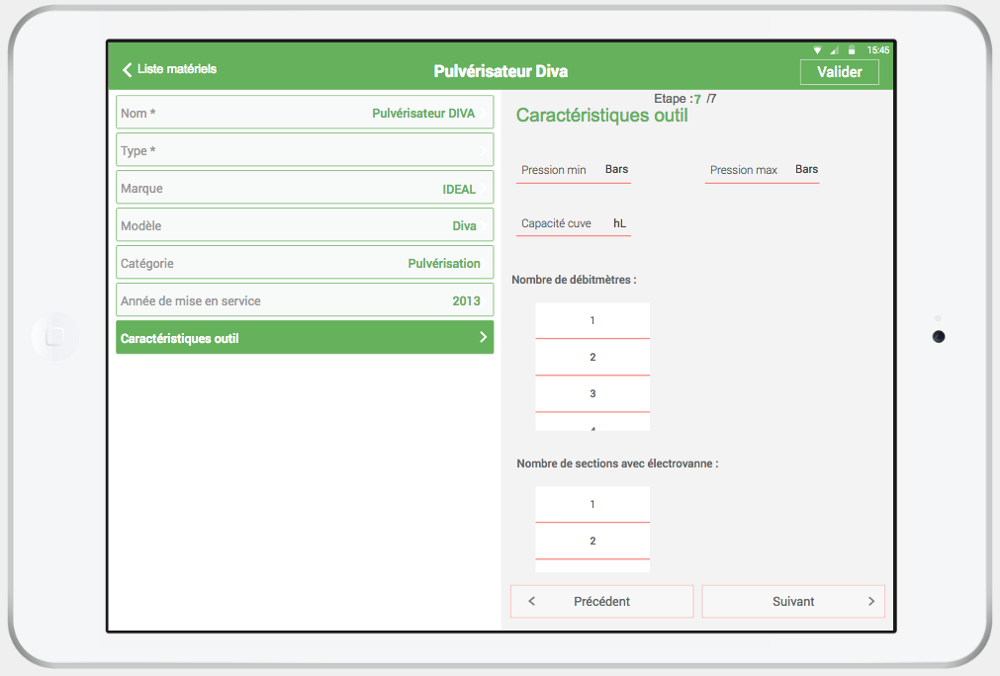 15:45
Liste matériels
Pulvérisateur Diva
Valider
Nom * Pulvérisateur DIVA
Type *
Marque IDEAL
Modèle Diva
Catégorie Pulvérisation
Année de mise en service 2013
Caractéristiques outil
Etape : 7 /7
Caractéristiques outil
Pression min Bars
Pression max Bars
Capacité cuve hL
Nombre de débitmètres :
1
2
3
4
Nombre de sections avec électrovanne :
1
2
Précédent
Suivant